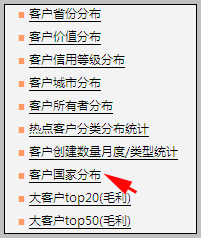 客户省份分布
客户价值分布
客户信用等级分布
客户城市分布
客户所有者分布
热点客户分类分布统计
客户创建数量月度/类型统计
客户国家分布
大客户top20(毛利)
大客户top50(毛利)